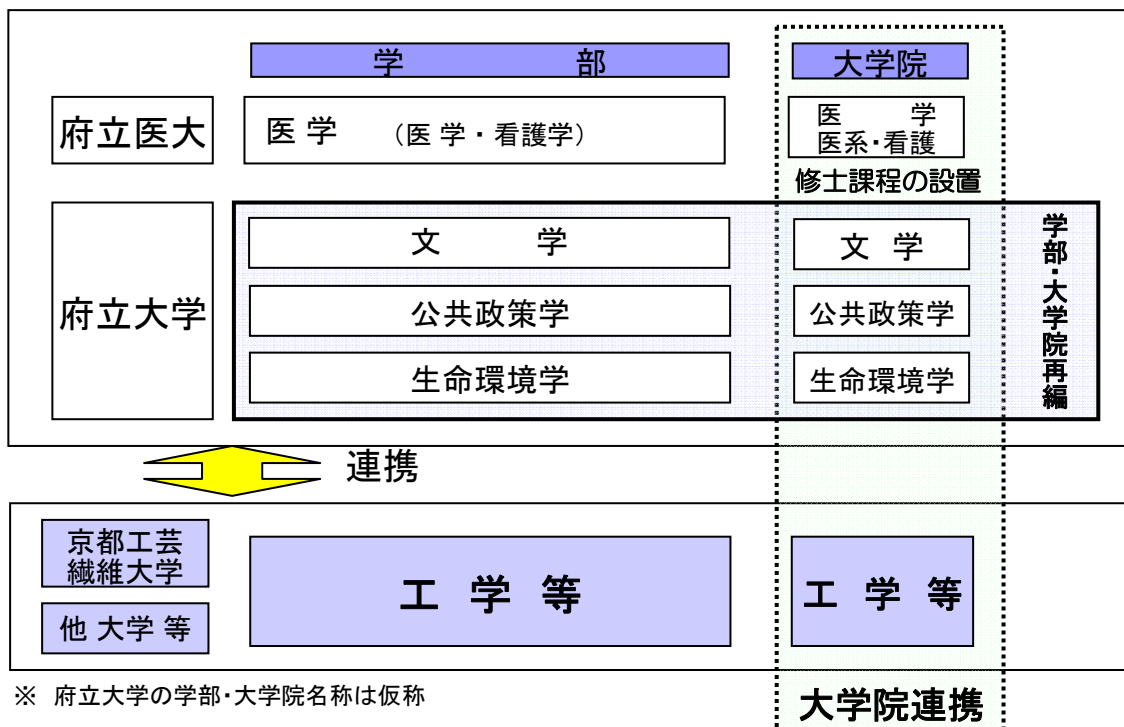 学部
大学院
府立医大
医学 (医学・看護学)
医学
医系・看護
修士課程の設置
府立大学
文学
文学
公共政策学
公共政策学
生命環境学
生命環境学
学部・大学院再編
連携
京都工芸
繊維大学
他大学等
工学等
工学等
※ 府立大学の学部・大学院名称は仮称
大学院連携